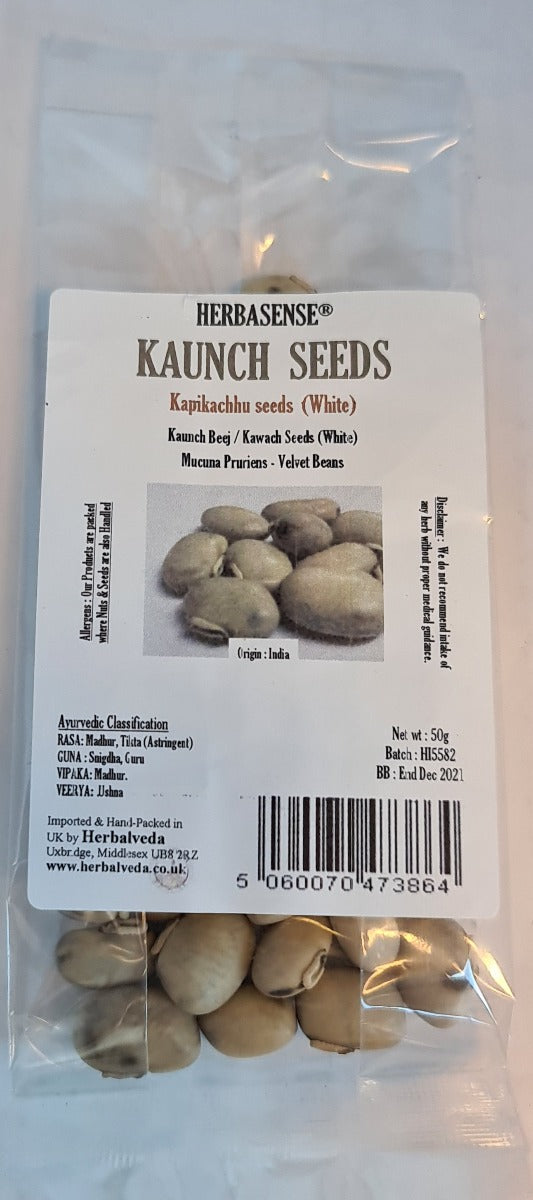 HERBASENSE®
KAUNCH SEEDS
Kapikachhu seeds (White)
Kaunch Beej / Kawach Seeds (White)
Mucuna Pruriens - Velvet Beans
Allergens : Our Products are packed
where Nuts & Seeds are also Handled
Disclaimer : We do not recommend intake of
any herb without proper medical guidance.
Origin : India
Ayurvedic Classification
RASA: Madhur, Tikta (Astringent)
GUNA : Snigdha, Guru
VIPAKA: Madhur.
VEERYA: Ushna
Net wt : 50g
Batch : HI5582
BB : End Dec 2021
Imported & Hand-Packed in
UK by Herbalveda
Uxbridge, Middlesex UB8 2RZ
www.herbalveda.co.uk
5 060070 473864